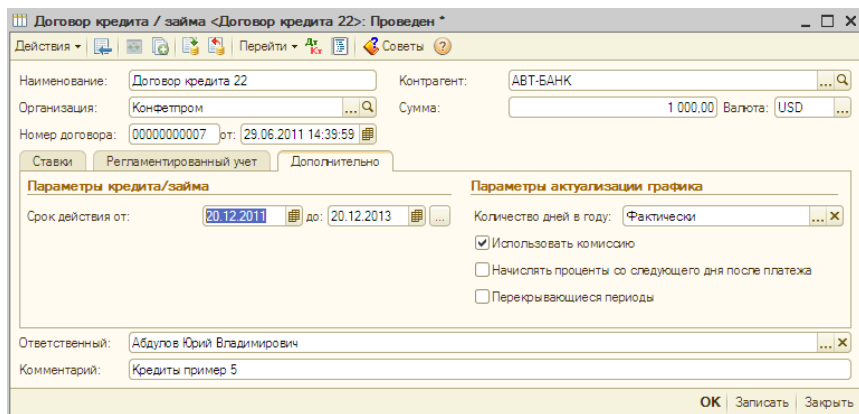 Договор кредита / займа <Договор кредита 22>: Проведен *
Действия Перейти Дт Кт Советы
Наименование: Договор кредита 22 Контрагент: АВТ-БАНК
Организация: Конфетпром Сумма: 1 000,00 Валюта: USD
Номер договора: 00000000007 от: 29.06.2011 14:39:59
Ставки Регламентированный учет Дополнительно
Параметры кредита/займа Параметры актуализации графика
Срок действия от: 20.12.2011 до: 20.12.2013 Количество дней в году: Фактически
Использовать комиссию
Начислять проценты со следующего дня после платежа
Перекрывающиеся периоды
Ответственный: Абдулов Юрий Владимирович
Комментарий: Кредиты пример 5
OK Записать Закрыть